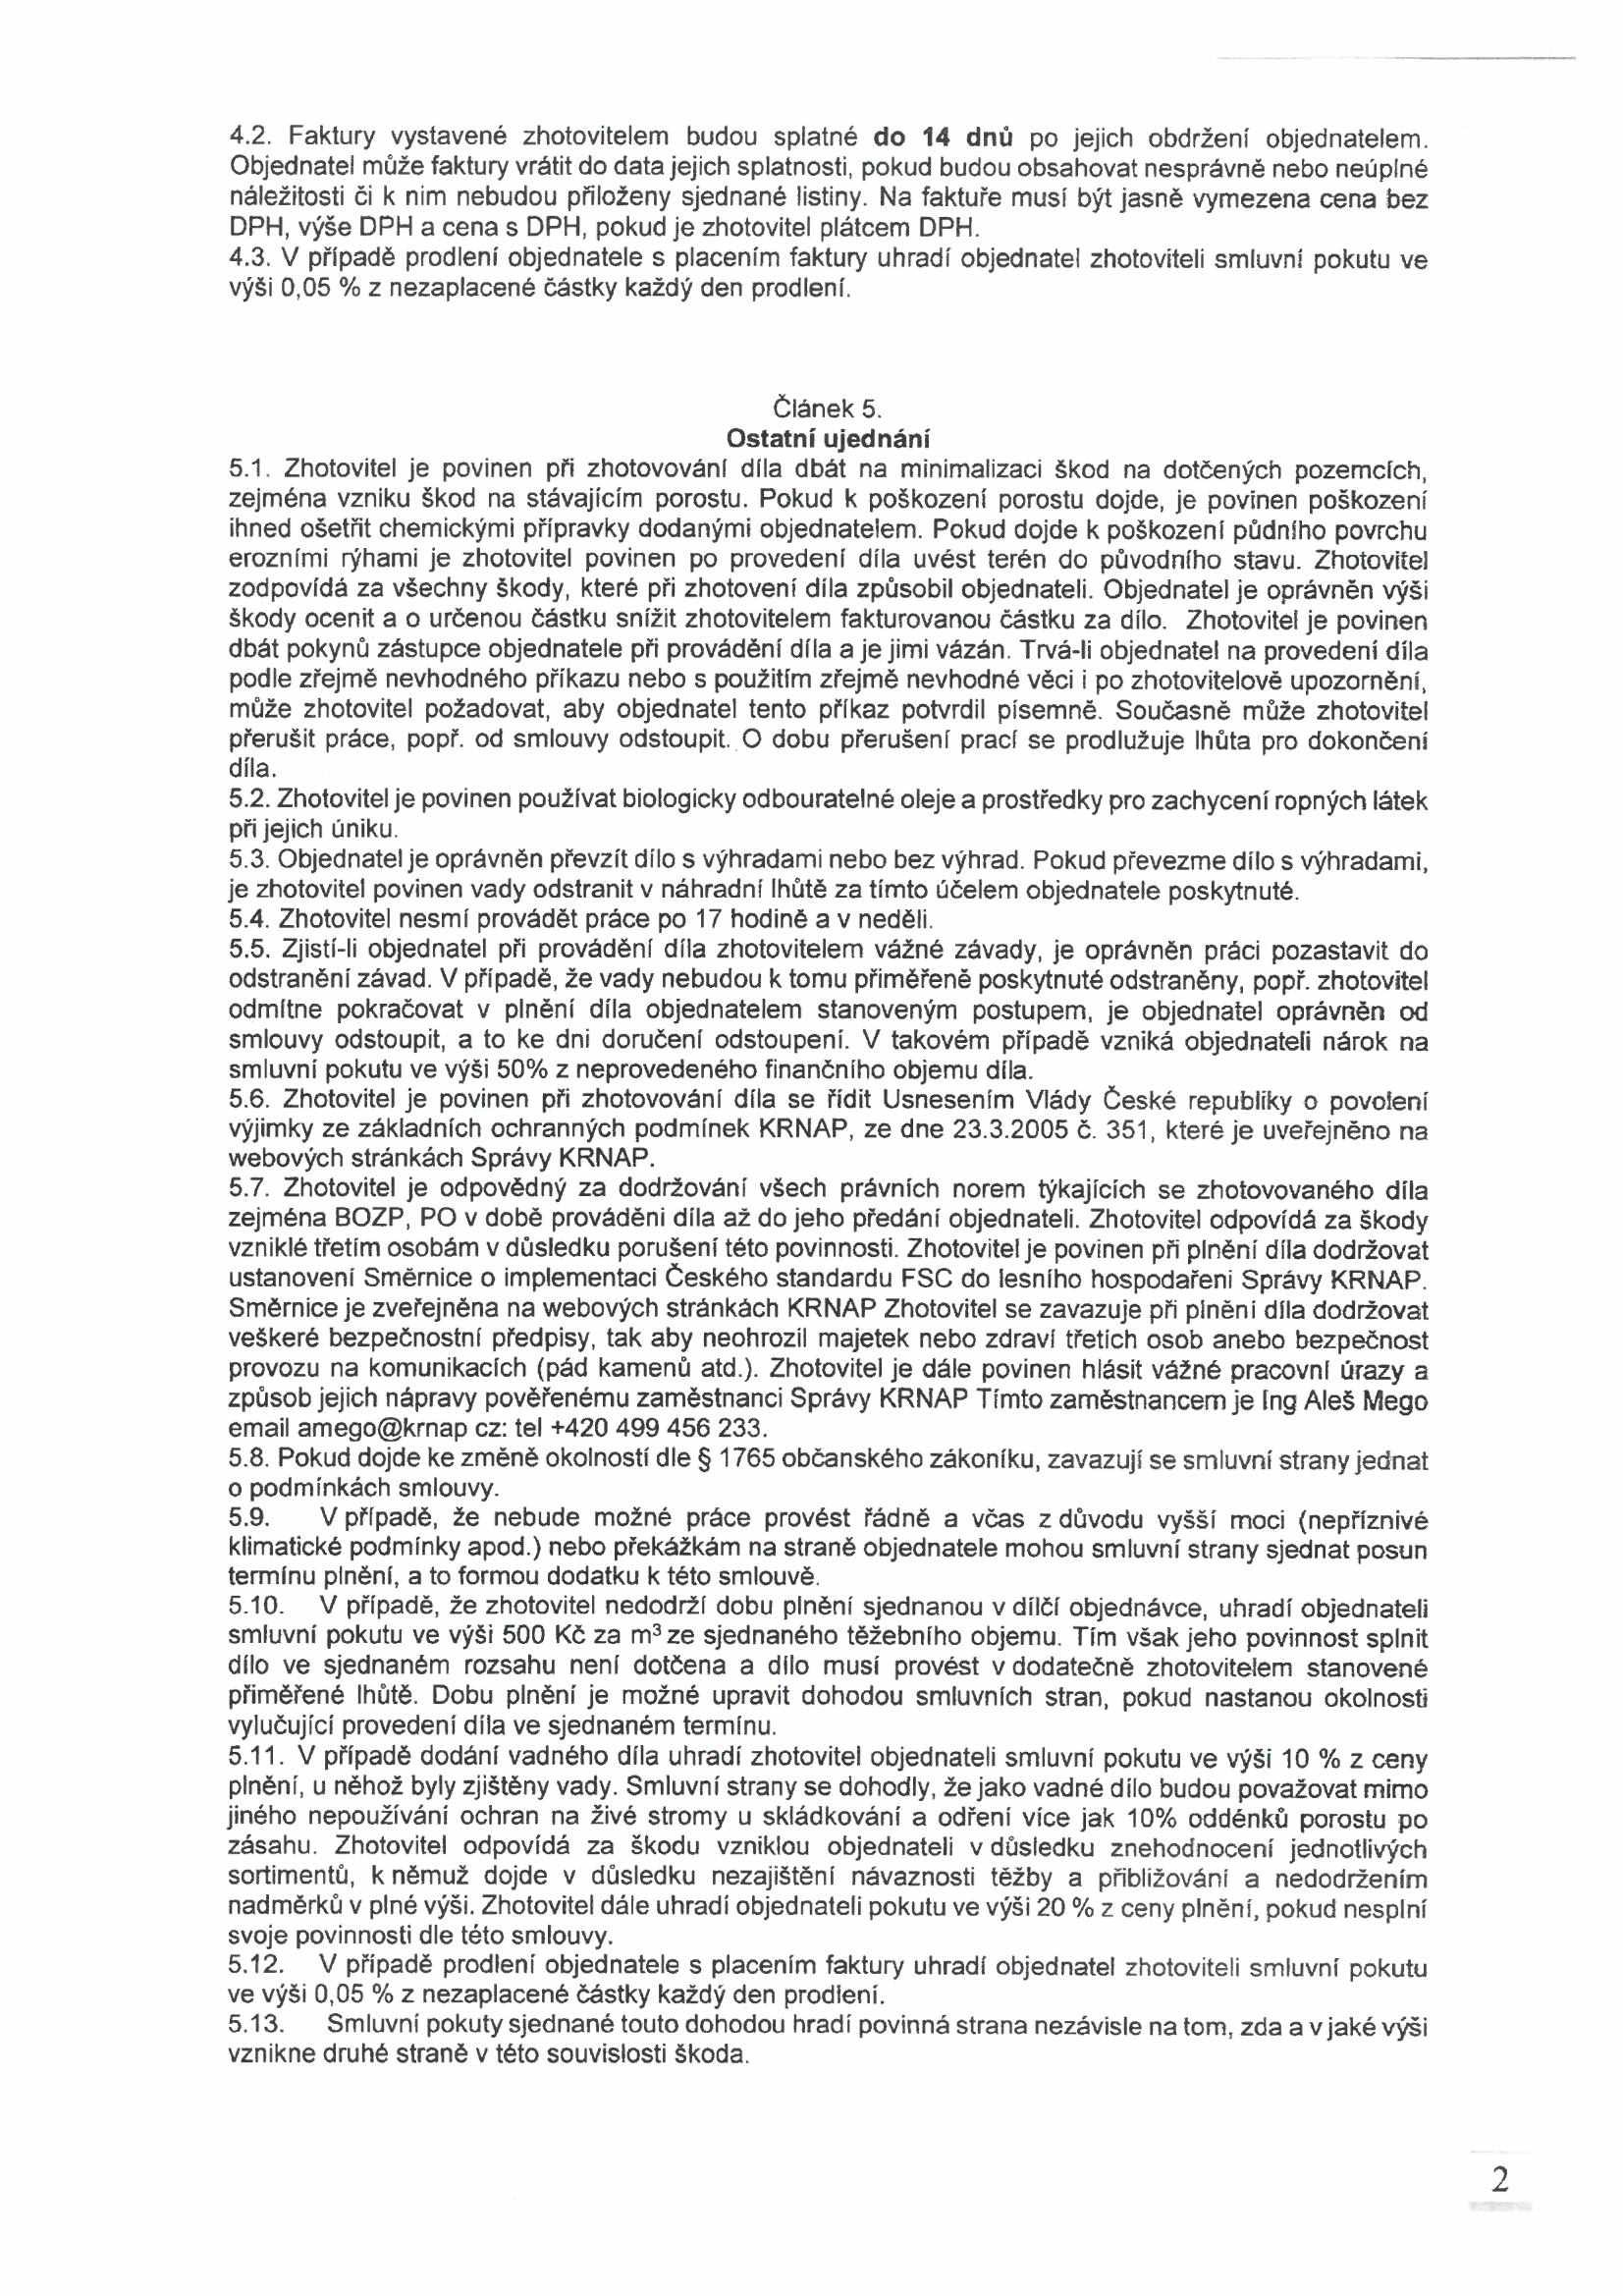 4.2. Faktury vystavené zhotovitelem budou splatné do 14 dnů po jejich obdržení objednatelem.
Objednatel může faktury vrátit do data jejich splatnosti, pokud budou obsahovat nesprávně nebo neúplné
náležitosti či k nim nebudou přiloženy sjednané listiny. Na faktuře musí být jasně vymezena cena bez
DPH, výše DPH a cena s DPH, pokud je zhotovitel plátcem DPH.
4.3. V případě prodlení objednatele s placením faktury uhradí objednatel zhotoviteli smluvní pokutu ve
výši 0,05 % z nezaplacené částky každý den prodlení.
Článek 5.
Ostatní ujednání
5.1. Zhotovitel je povinen při zhotovování díla dbát na minimalizaci škod na dotčených pozemcích,
zejména vzniku škod na stávajícím porostu. Pokud k poškození porostu dojde, je povinen poškození
ihned ošetřit chemickými přípravky dodanými objednatelem. Pokud dojde k poškození půdního povrchu
erozními rýhami je zhotovitel povinen po provedení díla uvést terén do původního stavu. Zhotovitel
zodpovídá za všechny škody, které při zhotovení díla způsobil objednateli. Objednatel je oprávněn výši
škody ocenit a o určenou částku snížit zhotovitelem fakturovanou částku za dílo. Zhotovitel je povinen
dbát pokynů zástupce objednatele při provádění díla a je jimi vázán. Trvá-li objednatel na provedení díla
podle zřejmě nevhodného příkazu nebo s použitím zřejmě nevhodné věci i po zhotovitelově upozornění,
může zhotovitel požadovat, aby objednatel tento příkaz potvrdil písemně. Současně může zhotovitel
přerušit práce, popř. od smlouvy odstoupit. O dobu přerušení prací se prodlužuje lhůta pro dokončení
díla.
5.2. Zhotovitel je povinen používat biologicky odbouratelné oleje a prostředky pro zachycení ropných látek
při jejich úniku.
5.3. Objednatel je oprávněn převzít dílo s výhradami nebo bez výhrad. Pokud převezme dílo s výhradami,
je zhotovitel povinen vady odstranit v náhradní lhůtě za tímto účelem objednatele poskytnuté.
5.4. Zhotovitel nesmí provádět práce po 17 hodině a v neděli.
5.5. Zjistí-li objednatel při provádění díla zhotovitelem vážné závady, je oprávněn práci pozastavit do
odstranění závad. V případě, že vady nebudou k tomu přiměřeně poskytnuté odstraněny, popř. zhotovitel
odmítne pokračovat v plnění díla objednatelem stanoveným postupem, je objednatel oprávněn od
smlouvy odstoupit, a to ke dni doručení odstoupení. V takovém případě vzniká objednateli nárok na
smluvní pokutu ve výši 50% z neprovedeného finančního objemu díla.
5.6. Zhotovitel je povinen při zhotovování díla se řídit Usnesením Vlády České republiky o povolení
výjimky ze základních ochranných podmínek KRNAP, ze dne 23.3.2005 č. 351, které je uveřejněno na
webových stránkách Správy KRNAP.
5.7. Zhotovitel je odpovědný za dodržování všech právních norem týkajících se zhotovovaného díla
zejména BOZP, PO v době prováděni díla až do jeho předání objednateli. Zhotovitel odpovídá za škody
vzniklé třetím osobám v důsledku porušení této povinnosti. Zhotovitel je povinen při plnění díla dodržovat
ustanovení Směrnice o implementaci Českého standardu FSC do lesního hospodařeni Správy KRNAP.
Směrnice je zveřejněna na webových stránkách KRNAP Zhotovitel se zavazuje při plnění díla dodržovat
veškeré bezpečnostní předpisy, tak aby neohrozil majetek nebo zdraví třetích osob anebo bezpečnost
provozu na komunikacích (pád kamenů atd.). Zhotovitel je dále povinen hlásit vážné pracovní úrazy a
způsob jejich nápravy pověřenému zaměstnanci Správy KRNAP Tímto zaměstnancem je Ing Aleš Mego
email amego@krnap cz: tel +420 499 456 233.
5.8. Pokud dojde ke změně okolností dle § 1765 občanského zákoníku, zavazují se smluvní strany jednat
o podmínkách smlouvy.
5.9. V případě, že nebude možné práce provést řádně a včas z důvodu vyšší moci (nepříznivé
klimatické podmínky apod.) nebo překážkám na straně objednatele mohou smluvní strany sjednat posun
termínu plnění, a to formou dodatku k této smlouvě.
5.10. V případě, že zhotovitel nedodrží dobu plnění sjednanou v dílčí objednávce, uhradí objednateli
smluvní pokutu ve výši 500 Kč za m³ ze sjednaného těžebního objemu. Tím však jeho povinnost splnit
dílo ve sjednaném rozsahu není dotčena a dílo musí provést v dodatečně zhotovitelem stanovené
přiměřené lhůtě. Dobu plnění je možné upravit dohodou smluvních stran, pokud nastanou okolnosti
vylučující provedení díla ve sjednaném termínu.
5.11. V případě dodání vadného díla uhradí zhotovitel objednateli smluvní pokutu ve výši 10 % z ceny
plnění, u něhož byly zjištěny vady. Smluvní strany se dohodly, že jako vadné dílo budou považovat mimo
jiného nepoužívání ochran na živé stromy u skládkování a odření více jak 10% oddénků porostu po
zásahu. Zhotovitel odpovídá za škodu vzniklou objednateli v důsledku znehodnocení jednotlivých
sortimentů, k němuž dojde v důsledku nezajištění návaznosti těžby a přibližování a nedodržením
nadměrků v plné výši. Zhotovitel dále uhradí objednateli pokutu ve výši 20 % z ceny plnění, pokud nesplní
svoje povinnosti dle této smlouvy.
5.12. V případě prodlení objednatele s placením faktury uhradí objednatel zhotoviteli smluvní pokutu
ve výši 0,05 % z nezaplacené částky každý den prodlení.
5.13. Smluvní pokuty sjednané touto dohodou hradí povinná strana nezávisle na tom, zda a v jaké výši
vznikne druhé straně v této souvislosti škoda.
2